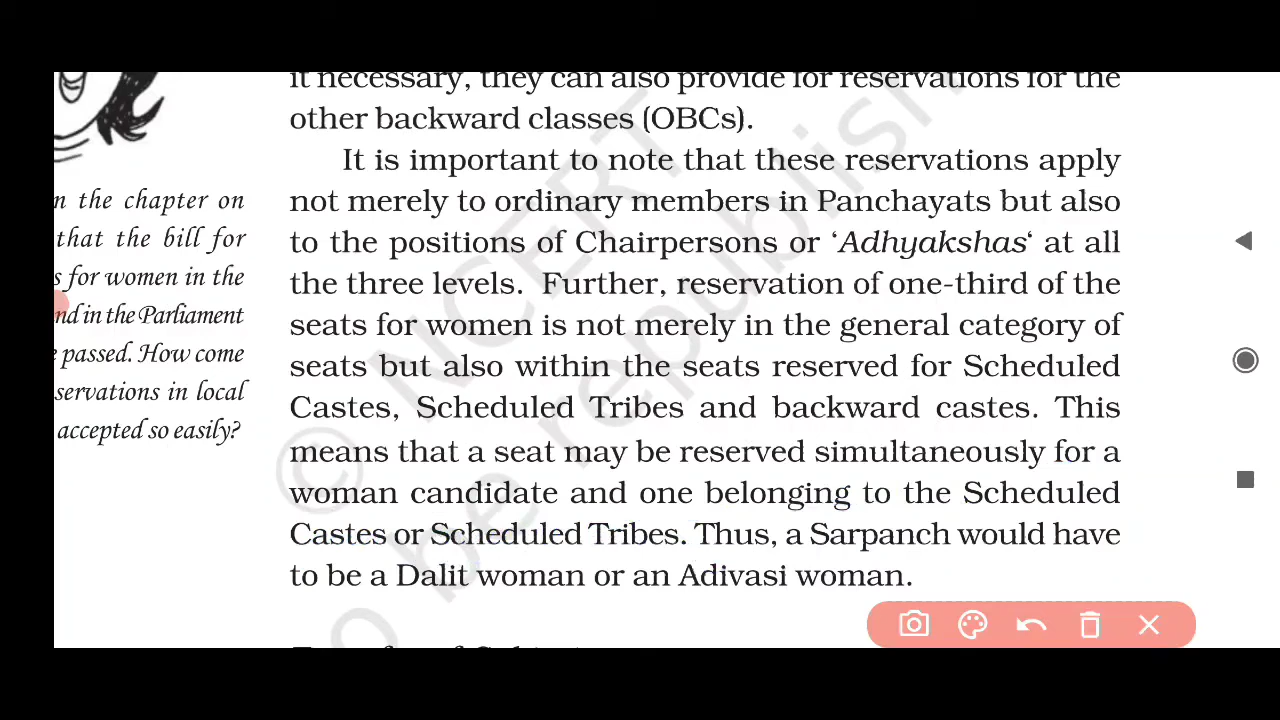 it necessary, they can also provide for reservations for the
other backward classes (OBCs).
It is important to note that these reservations apply
not merely to ordinary members in Panchayats but also
to the positions of Chairpersons or ‘Adhyakshas‘ at all
the three levels. Further, reservation of one-third of the
seats for women is not merely in the general category of
seats but also within the seats reserved for Scheduled
Castes, Scheduled Tribes and backward castes. This
means that a seat may be reserved simultaneously for a
woman candidate and one belonging to the Scheduled
Castes or Scheduled Tribes. Thus, a Sarpanch would have
to be a Dalit woman or an Adivasi woman.
n the chapter on
that the bill for
s for women in the
nd in the Parliament
e passed. How come
servations in local
accepted so easily?
© NCERT
o be republish